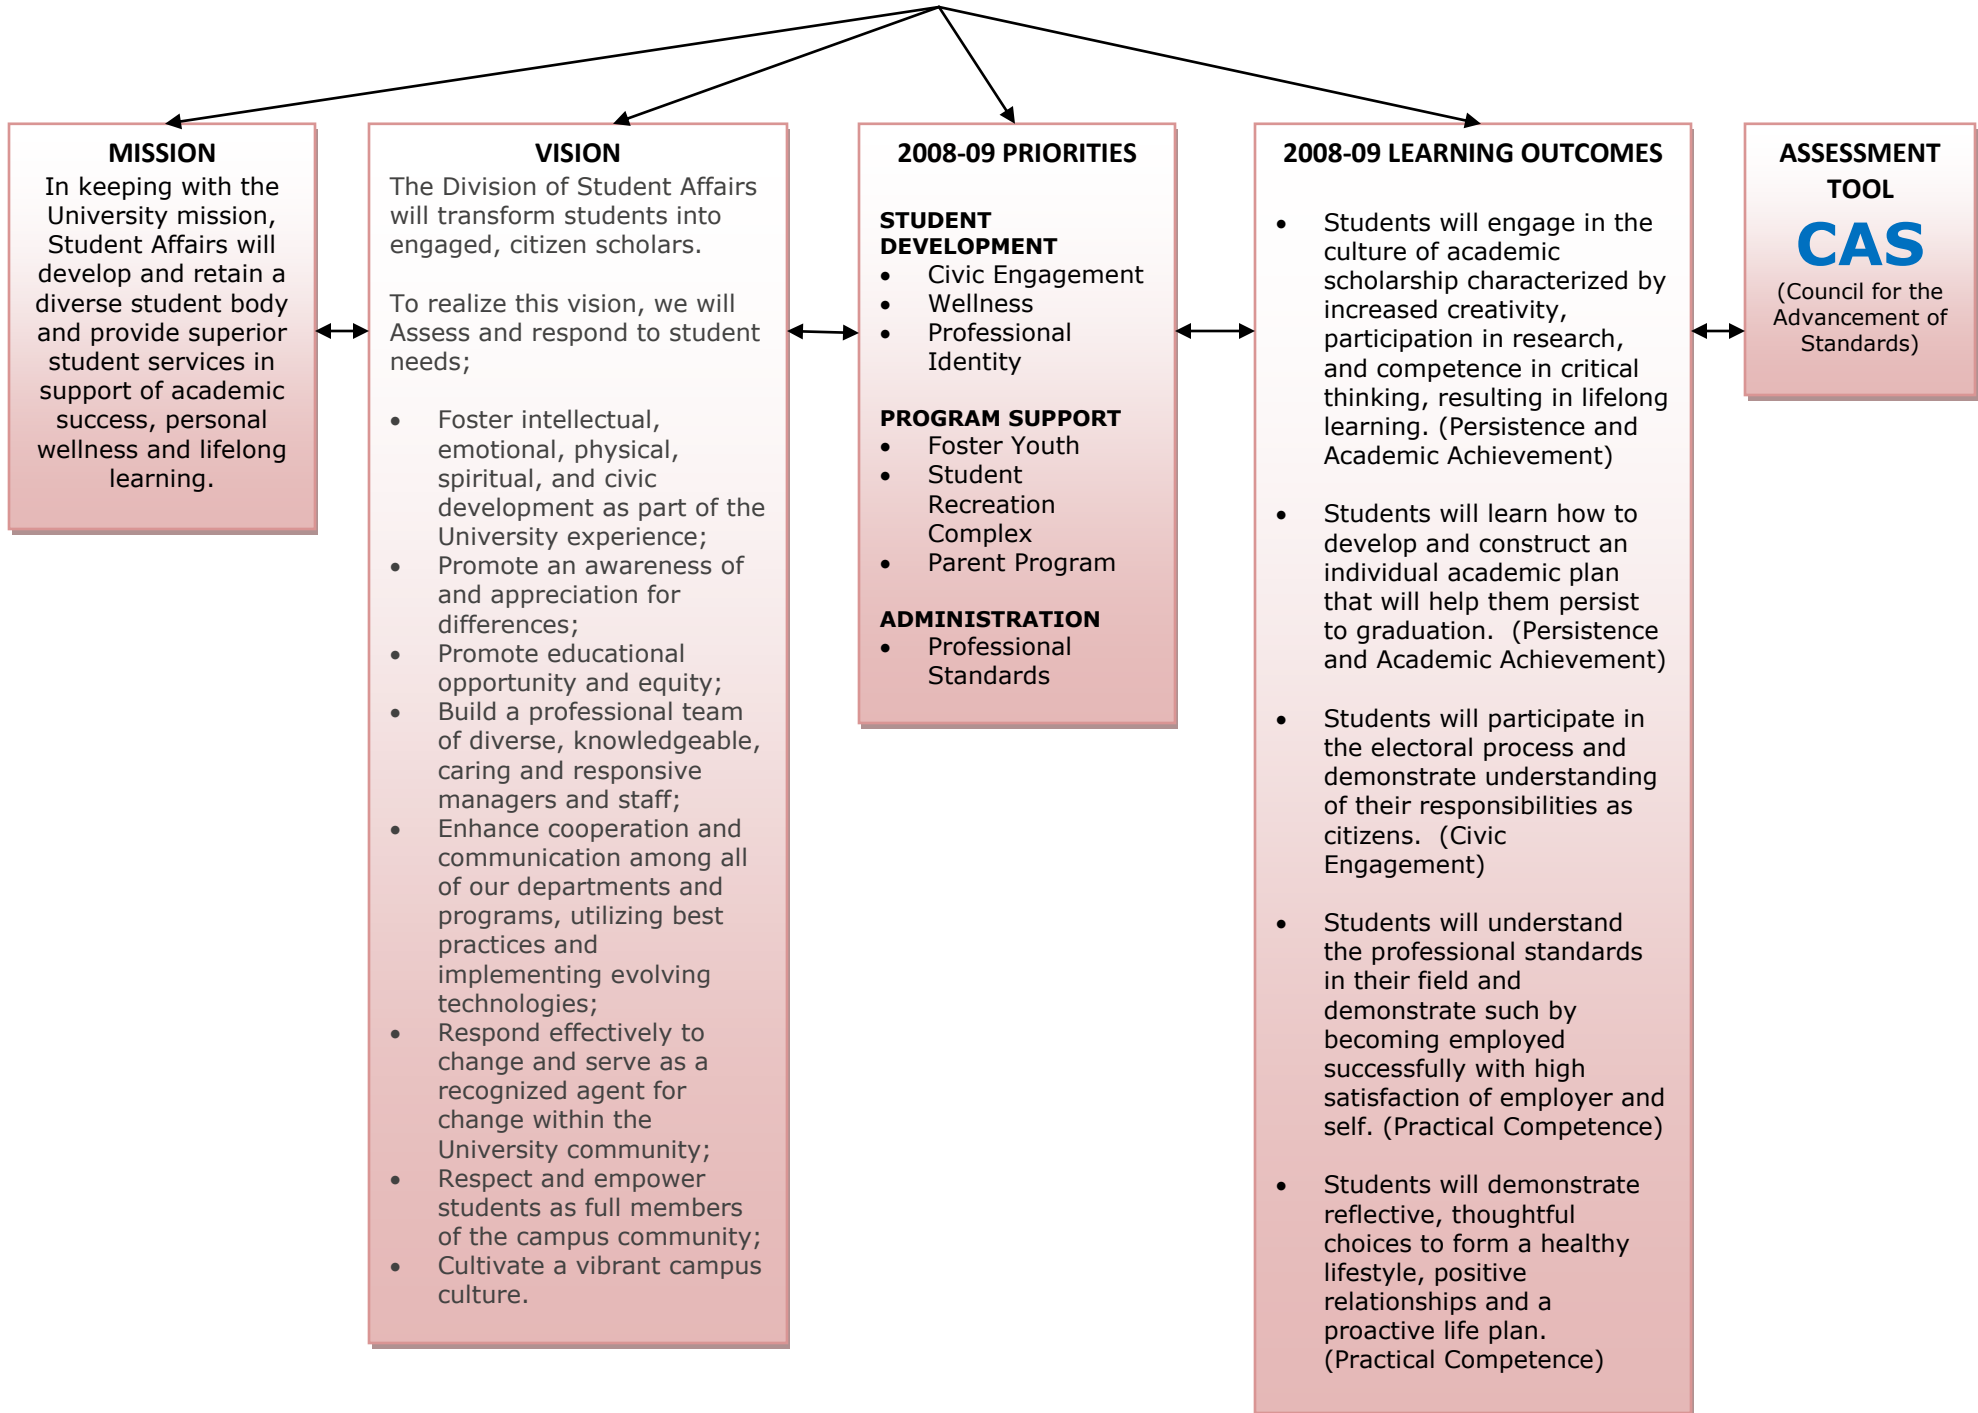 MISSION
In keeping with the
University mission,
Student Affairs will
develop and retain a
diverse student body
and provide superior
student services in
support of academic
success, personal
wellness and lifelong
learning.
VISION
The Division of Student Affairs
will transform students into
engaged, citizen scholars.
To realize this vision, we will
Assess and respond to student
needs;
• Foster intellectual,
emotional, physical,
spiritual, and civic
development as part of the
University experience;
• Promote an awareness of
and appreciation for
differences;
• Promote educational
opportunity and equity;
• Build a professional team
of diverse, knowledgeable,
caring and responsive
managers and staff;
• Enhance cooperation and
communication among all
of our departments and
programs, utilizing best
practices and
implementing evolving
technologies;
• Respond effectively to
change and serve as a
recognized agent for
change within the
University community;
• Respect and empower
students as full members
of the campus community;
• Cultivate a vibrant campus
culture.
2008-09 PRIORITIES
STUDENT
DEVELOPMENT
• Civic Engagement
• Wellness
• Professional
Identity
PROGRAM SUPPORT
• Foster Youth
• Student
Recreation
Complex
• Parent Program
ADMINISTRATION
• Professional
Standards
2008-09 LEARNING OUTCOMES
• Students will engage in the
culture of academic
scholarship characterized by
increased creativity,
participation in research,
and competence in critical
thinking, resulting in lifelong
learning. (Persistence and
Academic Achievement)
• Students will learn how to
develop and construct an
individual academic plan
that will help them persist
to graduation.  (Persistence
and Academic Achievement)
• Students will participate in
the electoral process and
demonstrate understanding
of their responsibilities as
citizens.  (Civic
Engagement)
• Students will understand
the professional standards
in their field and
demonstrate such by
becoming employed
successfully with high
satisfaction of employer and
self. (Practical Competence)
• Students will demonstrate
reflective, thoughtful
choices to form a healthy
lifestyle, positive
relationships and a
proactive life plan.
(Practical Competence)
ASSESSMENT
TOOL
CAS
(Council for the
Advancement of
Standards)